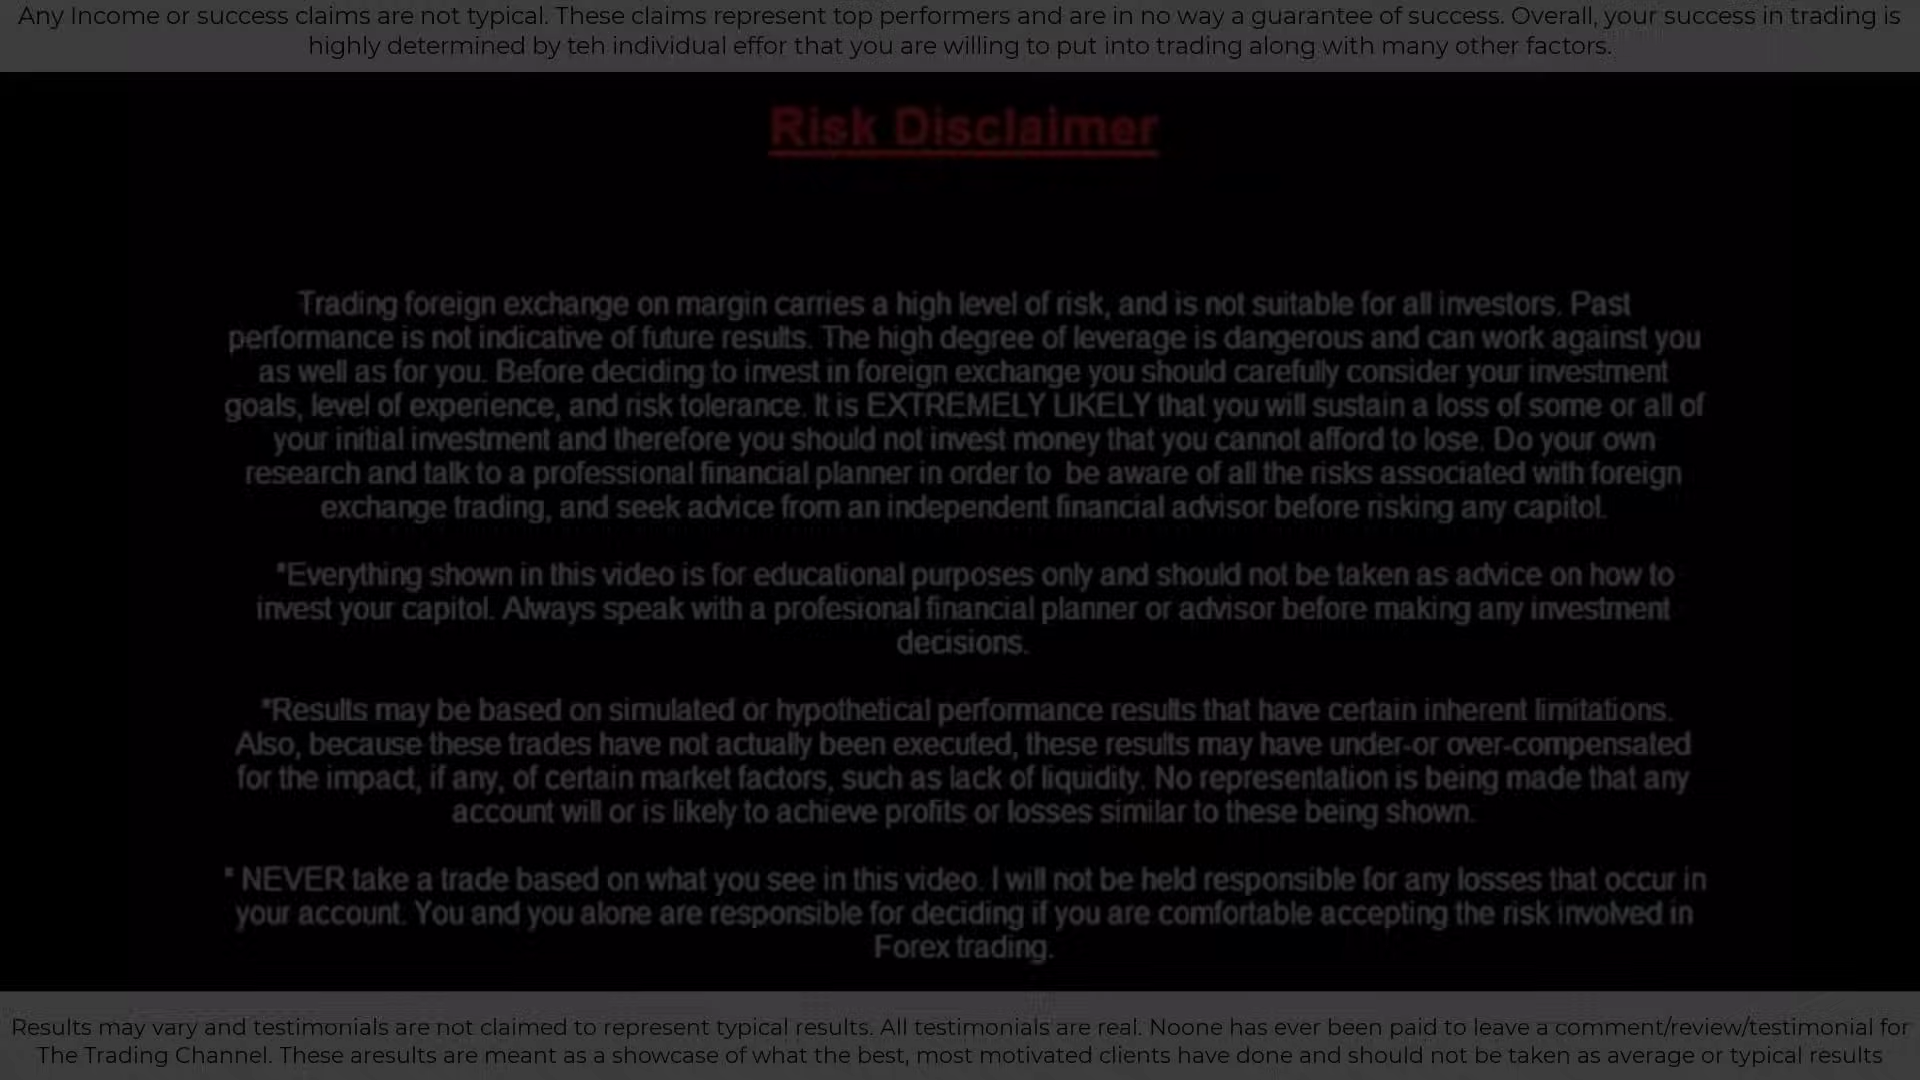 Any Income or success claims are not typical. These claims represent top performers and are in no way a guarantee of success. Overall, your success in trading is
highly determined by teh individual effor that you are willing to put into trading along with many other factors.
Risk Disclaimer
Trading foreign exchange on margin carries a high level of risk, and is not suitable for all investors. Past
performance is not indicative of future results. The high degree of leverage is dangerous and can work against you
as well as for you. Before deciding to invest in foreign exchange you should carefully consider your investment
goals, level of experience, and risk tolerance. It is EXTREMELY LIKELY that you will sustain a loss of some or all of
your initial investment and therefore you should not invest money that you cannot afford to lose. Do your own
research and talk to a professional financial planner in order to be aware of all the risks associated with foreign
exchange trading, and seek advice from an independent financial advisor before risking any capitol.
*Everything shown in this video is for educational purposes only and should not be taken as advice on how to
invest your capitol. Always speak with a profesional financial planner or advisor before making any investment
decisions.
*Results may be based on simulated or hypothetical performance results that have certain inherent limitations.
Also, because these trades have not actually been executed, these results may have under-or over-compensated
for the impact, if any, of certain market factors, such as lack of liquidity. No representation is being made that any
account will or is likely to achieve profits or losses similar to these being shown.
* NEVER take a trade based on what you see in this video. I will not be held responsible for any losses that occur in
your account. You and you alone are responsible for deciding if you are comfortable accepting the risk involved in
Forex trading.
Results may vary and testimonials are not claimed to represent typical results. All testimonials are real. Noone has ever been paid to leave a comment/review/testimonial for
The Trading Channel. These aresults are meant as a showcase of what the best, most motivated clients have done and should not be taken as average or typical results